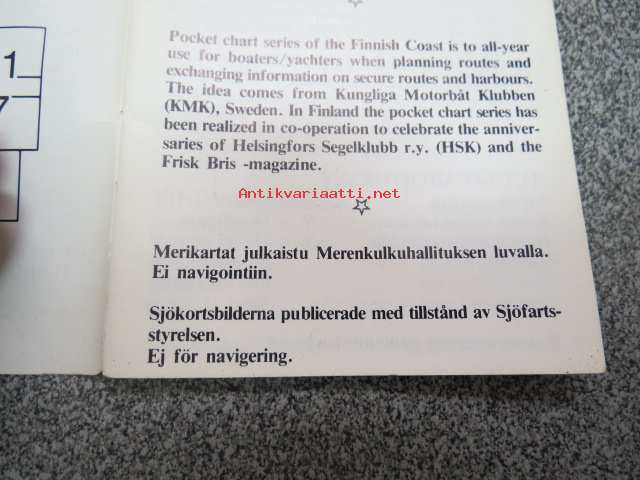 1
7
Pocket chart series of the Finnish Coast is to all-year
use for boaters/yachters when planning routes and
exchanging information on secure routes and harbours.
The idea comes from Kungliga Motorbåt Klubben
(KMK), Sweden. In Finland the pocket chart series has
been realized in co-operation to celebrate the anniver-
saries of Helsingfors Segelklubb r.y. (HSK) and the
Frisk Bris -magazine.
Antikvariaatti.net
Merikartat julkaistu Merenkulkuhallituksen luvalla.
Ei navigointiin.
Sjökortsbilderna publicerade med tillstånd av Sjöfarts-
styrelsen.
Ej för navigering.